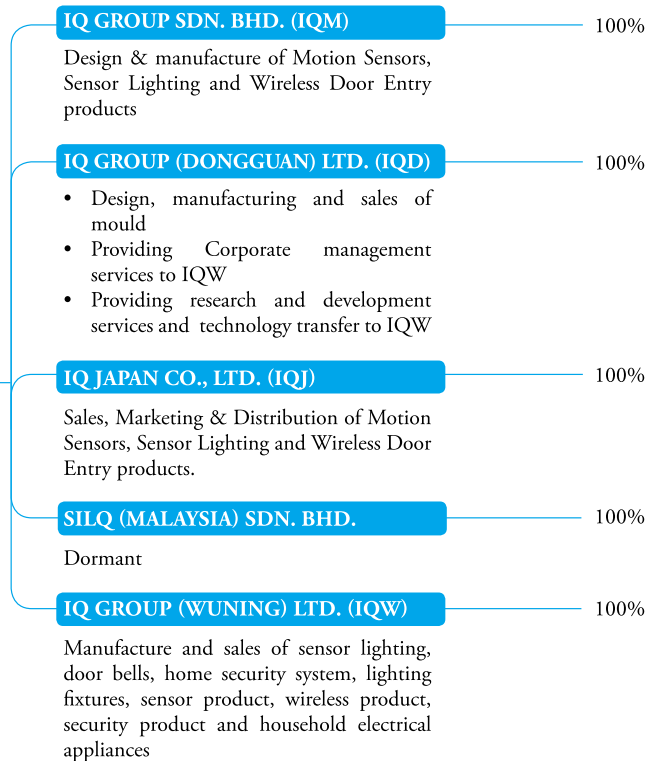 IQ GROUP SDN. BHD. (IQM) 100%
Design & manufacture of Motion Sensors,
Sensor Lighting and Wireless Door Entry
products
IQ GROUP (DONGGUAN) LTD. (IQD) 100%
• Design, manufacturing and sales of
mould
• Providing Corporate management
services to IQW
• Providing research and development
services and technology transfer to IQW
IQ JAPAN CO., LTD. (IQJ) 100%
Sales, Marketing & Distribution of Motion
Sensors, Sensor Lighting and Wireless Door
Entry products.
SILQ (MALAYSIA) SDN. BHD. 100%
Dormant
IQ GROUP (WUNING) LTD. (IQW) 100%
Manufacture and sales of sensor lighting,
door bells, home security system, lighting
fixtures, sensor product, wireless product,
security product and household electrical
appliances